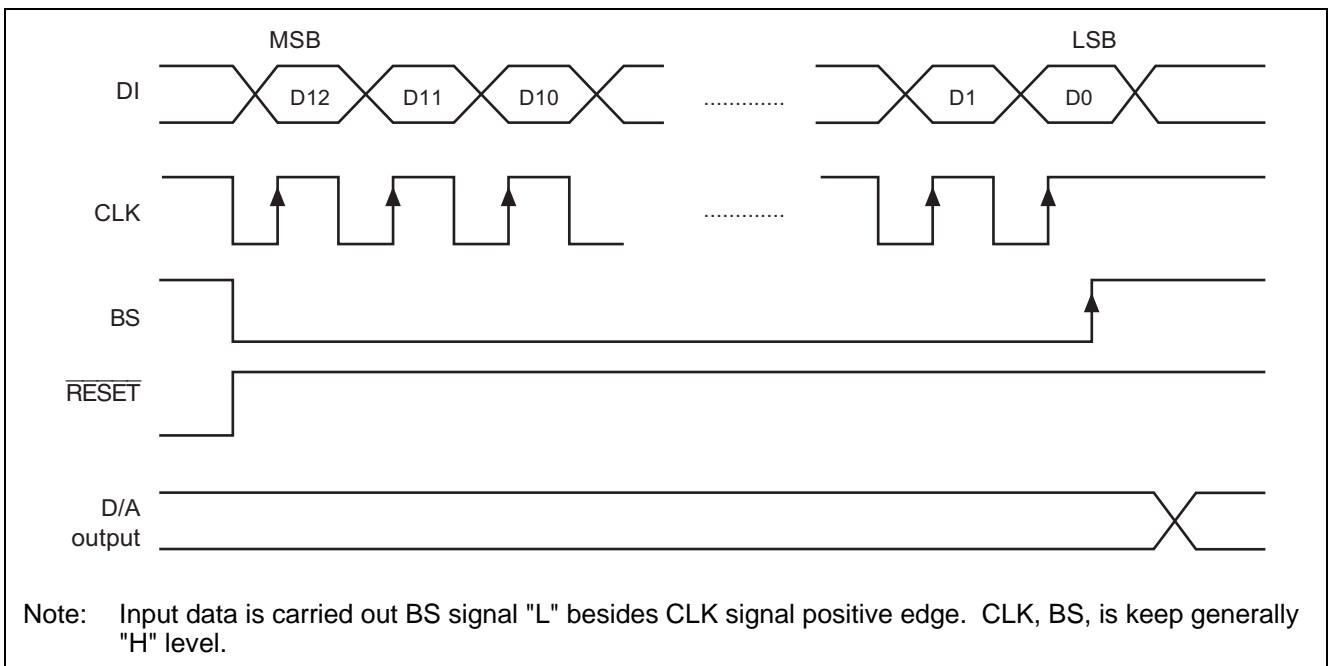 MSB LSB
DI D12 D11 D10 ............. D1 D0
CLK .............
BS
RESET
D/A
output
Note: Input data is carried out BS signal "L" besides CLK signal positive edge. CLK, BS, is keep generally
"H" level.